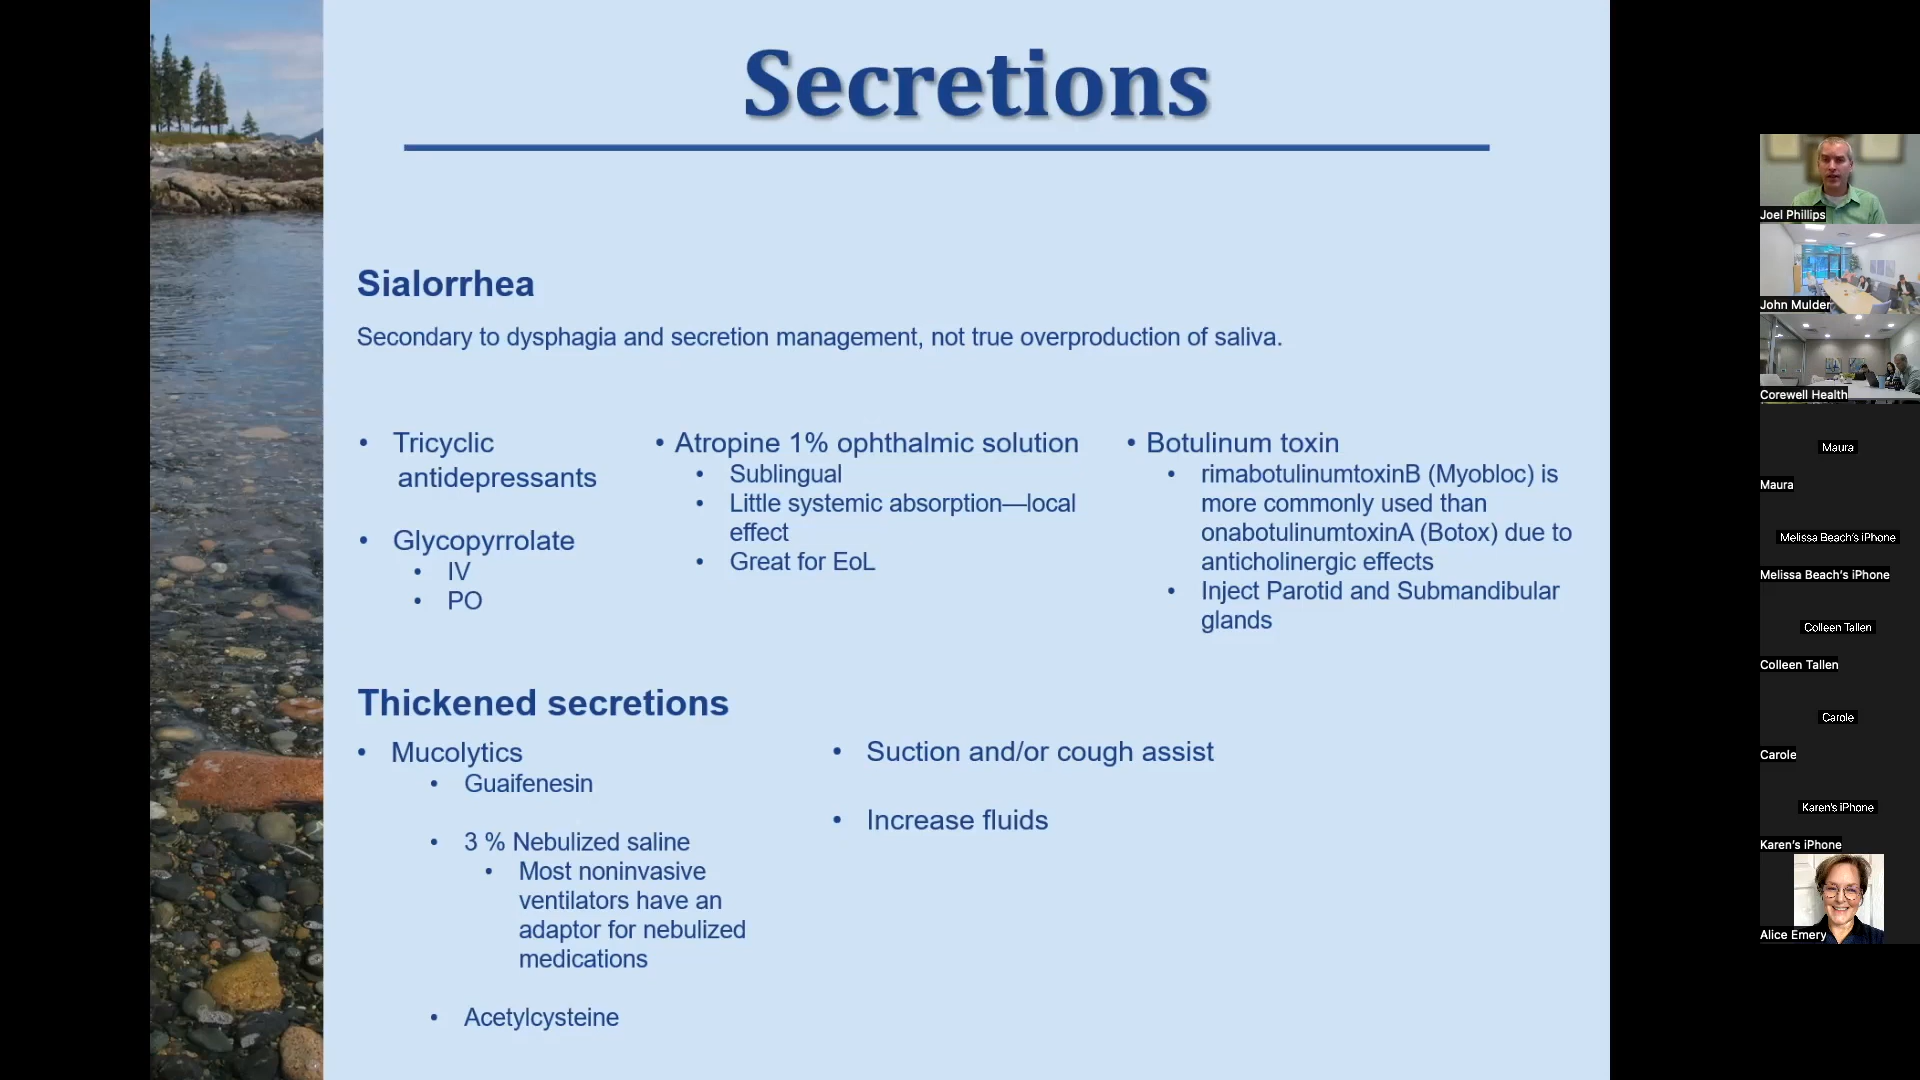 Secretions
Sialorrhea
Secondary to dysphagia and secretion management, not true overproduction of saliva.
• Tricyclic
antidepressants
• Glycopyrrolate
• IV
• PO
• Atropine 1% ophthalmic solution
• Sublingual
• Little systemic absorption—local
effect
• Great for EoL
• Botulinum toxin
• rimabotulinumtoxinB (Myobloc) is
more commonly used than
onabotulinumtoxinA (Botox) due to
anticholinergic effects
• Inject Parotid and Submandibular
glands
Thickened secretions
• Mucolytics
• Guaifenesin
• 3 % Nebulized saline
• Most noninvasive
ventilators have an
adaptor for nebulized
medications
• Acetylcysteine
• Suction and/or cough assist
• Increase fluids
Joel Phillips
John Mulder
Corewell Health
Maura
Maura
Melissa Beach's iPhone
Melissa Beach's iPhone
Colleen Tallen
Colleen Tallen
Carole
Carole
Karen's iPhone
Karen's iPhone
Alice Emery